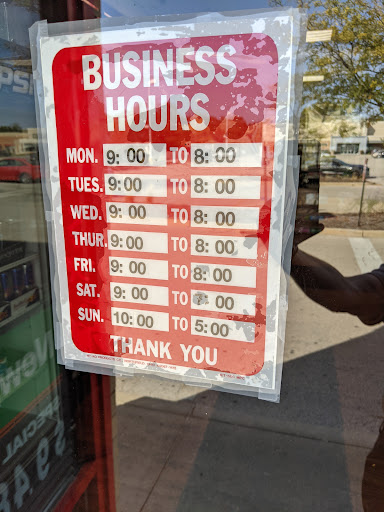 BUSINESS
HOURS
MON. 9:00 TO 8:00
TUES. 9:00 TO 8:00
WED. 9:00 TO 8:00
THUR. 9:00 TO 8:00
FRI. 9:00 TO 8:00
SAT. 9:00 TO 7:00
SUN. 10:00 TO 5:00
THANK YOU
SPECIAL